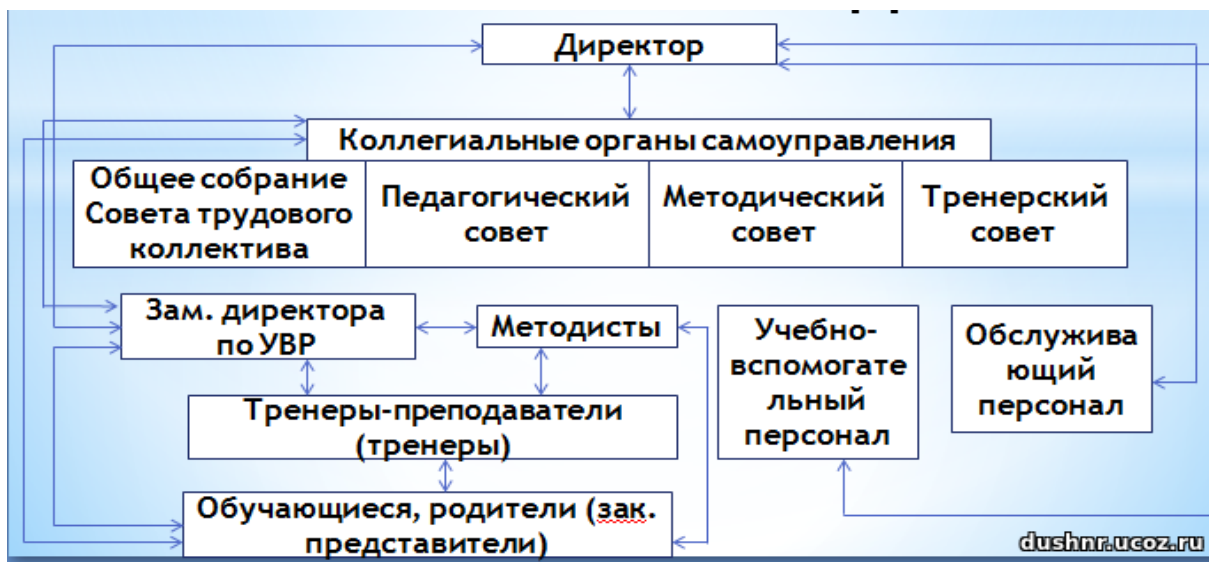 Директор
Коллегиальные органы самоуправления
Общее собрание
Совета трудового
коллектива
Педагогический
совет
Методический
совет
Тренерский
совет
Зам. директора
по УВР
Методисты
Учебно-
вспомогате
льный
персонал
Обслужива
ющий
персонал
Тренеры-преподаватели
(тренеры)
Обучающиеся, родители (зак.
представители)
dushnr.ucoz.ru